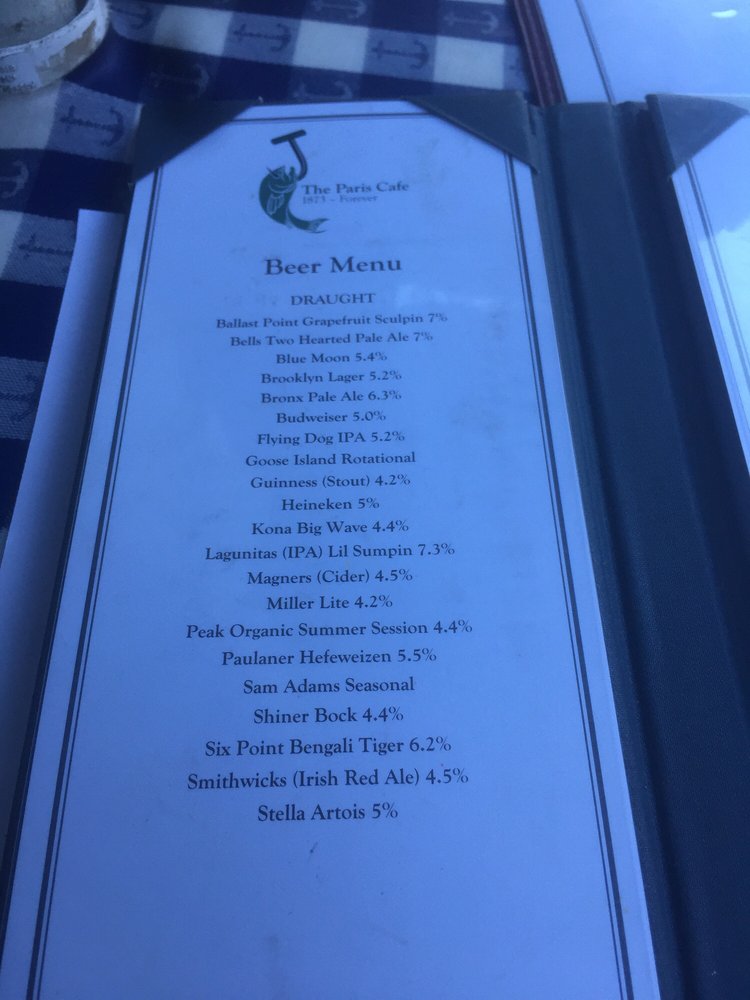 The Paris Cafe
1873 - Forever
Beer Menu
DRAUGHT
Ballast Point Grapefruit Sculpin 7%
Bells Two Hearted Pale Ale 7%
Blue Moon 5.4%
Brooklyn Lager 5.2%
Bronx Pale Ale 6.3%
Budweiser 5.0%
Flying Dog IPA 5.2%
Goose Island Rotational
Guinness (Stout) 4.2%
Heineken 5%
Kona Big Wave 4.4%
Lagunitas (IPA) Lil Sumpin 7.3%
Magners (Cider) 4.5%
Miller Lite 4.2%
Peak Organic Summer Session 4.4%
Paulaner Hefeweizen 5.5%
Sam Adams Seasonal
Shiner Bock 4.4%
Six Point Bengali Tiger 6.2%
Smithwicks (Irish Red Ale) 4.5%
Stella Artois 5%